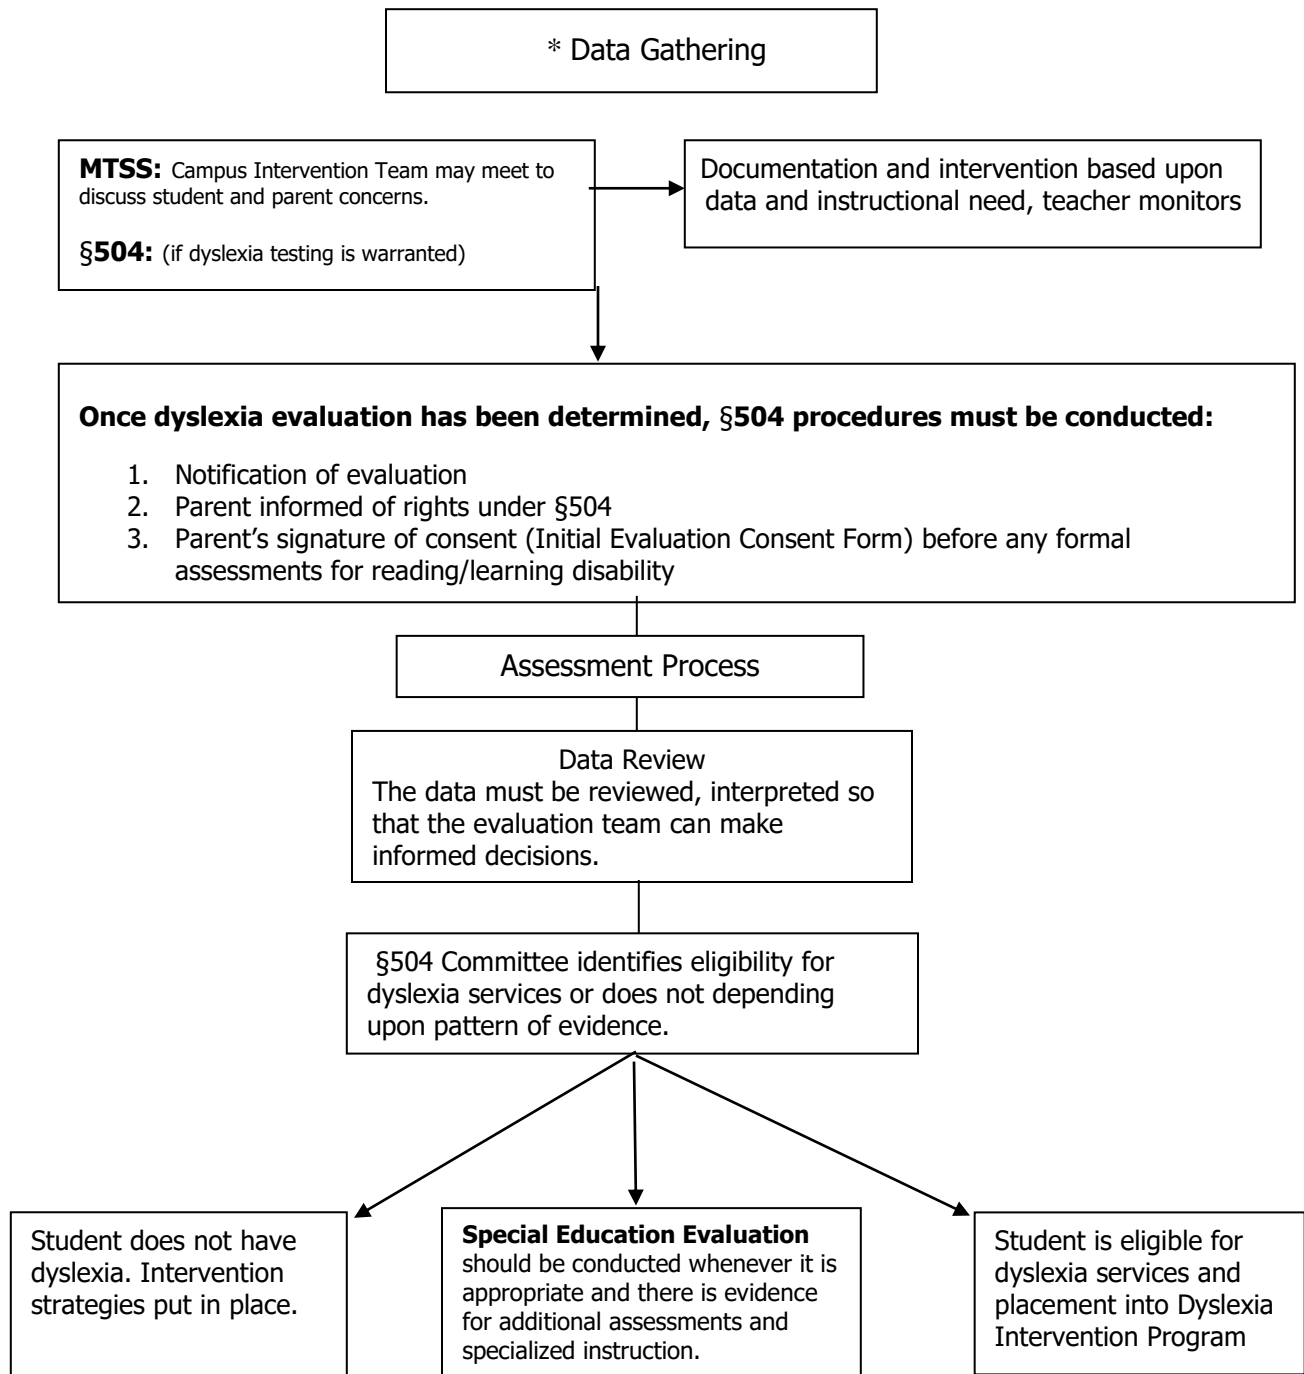 * Data Gathering
MTSS: Campus Intervention Team may meet to
discuss student and parent concerns.
§504: (if dyslexia testing is warranted)
Documentation and intervention based upon
data and instructional need, teacher monitors
Once dyslexia evaluation has been determined, §504 procedures must be conducted:
1. Notification of evaluation
2. Parent informed of rights under §504
3. Parent’s signature of consent (Initial Evaluation Consent Form) before any formal
assessments for reading/learning disability
Assessment Process
Data Review
The data must be reviewed, interpreted so
that the evaluation team can make
informed decisions.
§504 Committee identifies eligibility for
dyslexia services or does not depending
upon pattern of evidence.
Student does not have
dyslexia. Intervention
strategies put in place.
Special Education Evaluation
should be conducted whenever it is
appropriate and there is evidence
for additional assessments and
specialized instruction.
Student is eligible for
dyslexia services and
placement into Dyslexia
Intervention Program